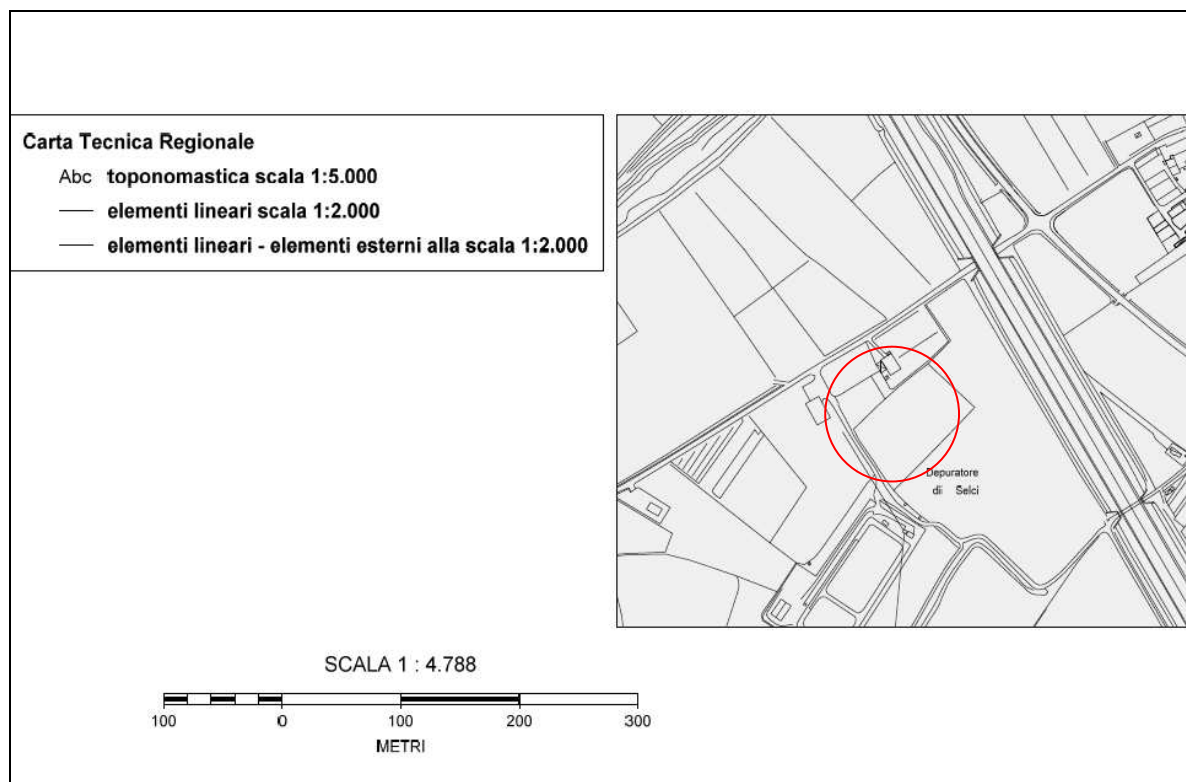 Carta Tecnica Regionale
Abc toponomastica scala 1:5.000
elementi lineari scala 1:2.000
elementi lineari - elementi esterni alla scala 1:2.000
Depuratore
di Selci
SCALA 1 : 4.788
100 0 100 200 300
METRI